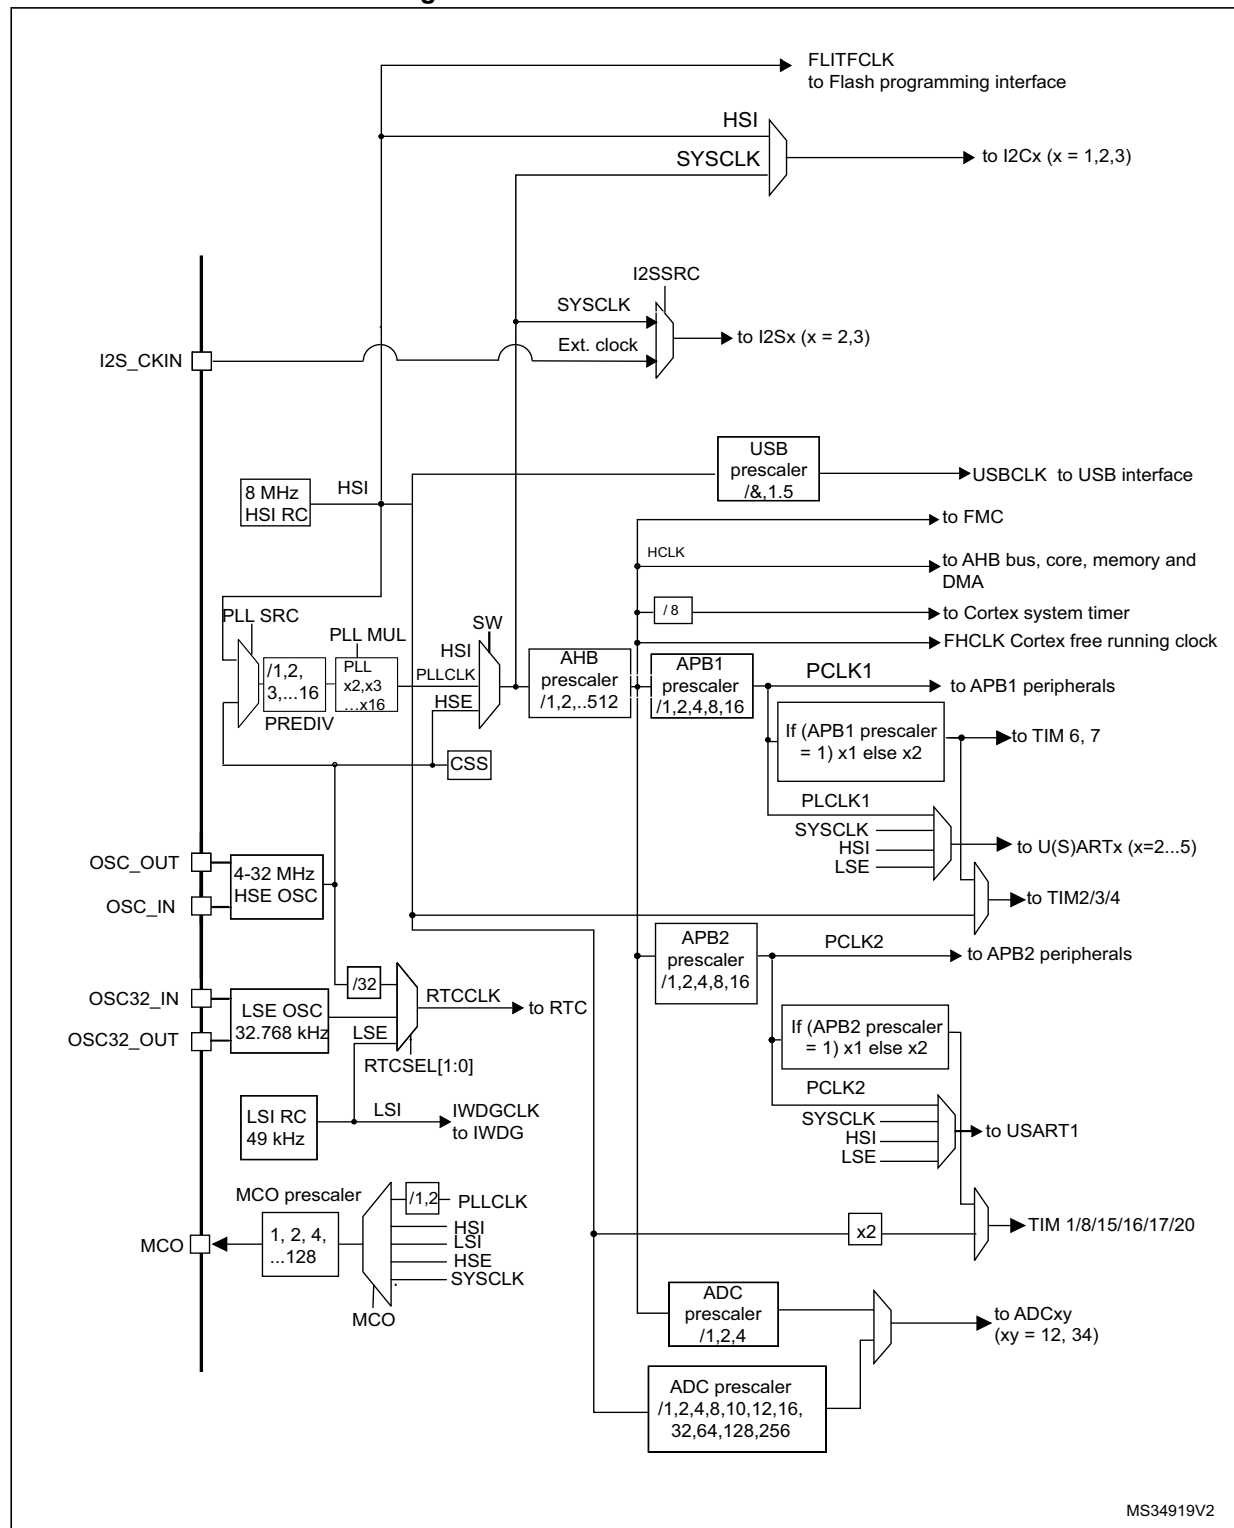 FLITFCLK
to Flash programming interface
HSI
SYSCLK
to I2Cx (x = 1,2,3)
I2SSRC
SYSCLK
to I2Sx (x = 2,3)
Ext. clock
I2S_CKIN
USB
prescaler
/&,1.5
USBCLK to USB interface
8 MHz
HSI RC
HSI
to FMC
HCLK
to AHB bus, core, memory and
DMA
/ 8
to Cortex system timer
FHCLK Cortex free running clock
PLL SRC
PLL MUL
SW
HSI
PLLCLK
HSE
/1,2,
3,...16
PREDIV
PLL
x2,x3
...x16
AHB
prescaler
/1,2,..512
APB1
prescaler
/1,2,4,8,16
PCLK1
to APB1 peripherals
If (APB1 prescaler
= 1) x1 else x2
to TIM 6, 7
CSS
PLCLK1
SYSCLK
HSI
LSE
to U(S)ARTx (x=2...5)
OSC_OUT
OSC_IN
4-32 MHz
HSE OSC
to TIM2/3/4
APB2
prescaler
/1,2,4,8,16
PCLK2
to APB2 peripherals
/32
RTCCLK
to RTC
OSC32_IN
OSC32_OUT
LSE OSC
32.768 kHz
LSE
RTCSEL[1:0]
If (APB2 prescaler
= 1) x1 else x2
PCLK2
SYSCLK
HSI
LSE
to USART1
LSI RC
49 kHz
LSI
IWDGCLK
to IWDG
MCO prescaler
/1,2
PLLCLK
HSI
LSI
HSE
SYSCLK
MCO
1, 2, 4,
...128
MCO
x2
TIM 1/8/15/16/17/20
ADC
prescaler
/1,2,4
to ADCxy
(xy = 12, 34)
ADC prescaler
/1,2,4,8,10,12,16,
32,64,128,256
MS34919V2